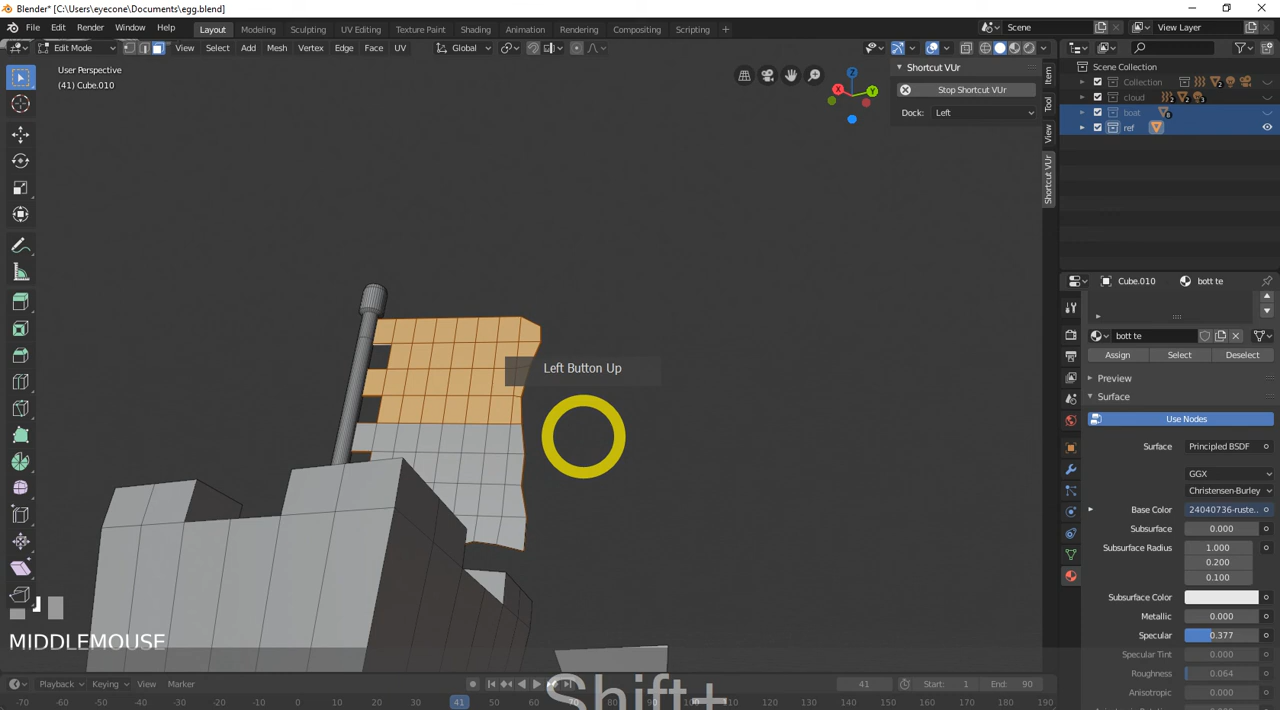 Blender* [C:\Users\eyecone\Documents\egg.blend]
File Edit Render Window Help Layout Modeling Sculpting UV Editing Texture Paint Shading Animation Rendering Compositing Scripting + Scene View Layer
Edit Mode View Select Add Mesh Vertex Edge Face UV Global
User Perspective
(41) Cube.010
Shortcut VUr
Stop Shortcut VUr
Dock: Left
Item
Tool
View
Shortcut VUr
X
Y
Z
Scene Collection
Collection 2
cloud 2 2 3
boat 8
ref
Cube.010 bott te
bott te
Assign Select Deselect
Preview
Surface
Use Nodes
Surface Principled BSDF
GGX
Christensen-Burley
Base Color 24040736-ruste..
Subsurface 0.000
Subsurface Radius 1.000
0.200
0.100
Subsurface Color
Metallic 0.000
Specular 0.377
Specular Tint 0.000
Roughness 0.064
Anisotropic 0.000
Left Button Up
MIDDLEMOUSE
Shift+
Playback Keying View Marker 41 Start: 1 End: 90
-70 -60 -50 -40 -30 -20 -10 0 10 20 30 41 50 60 70 80 90 100 110 120 130 140 150 160 170 180 190